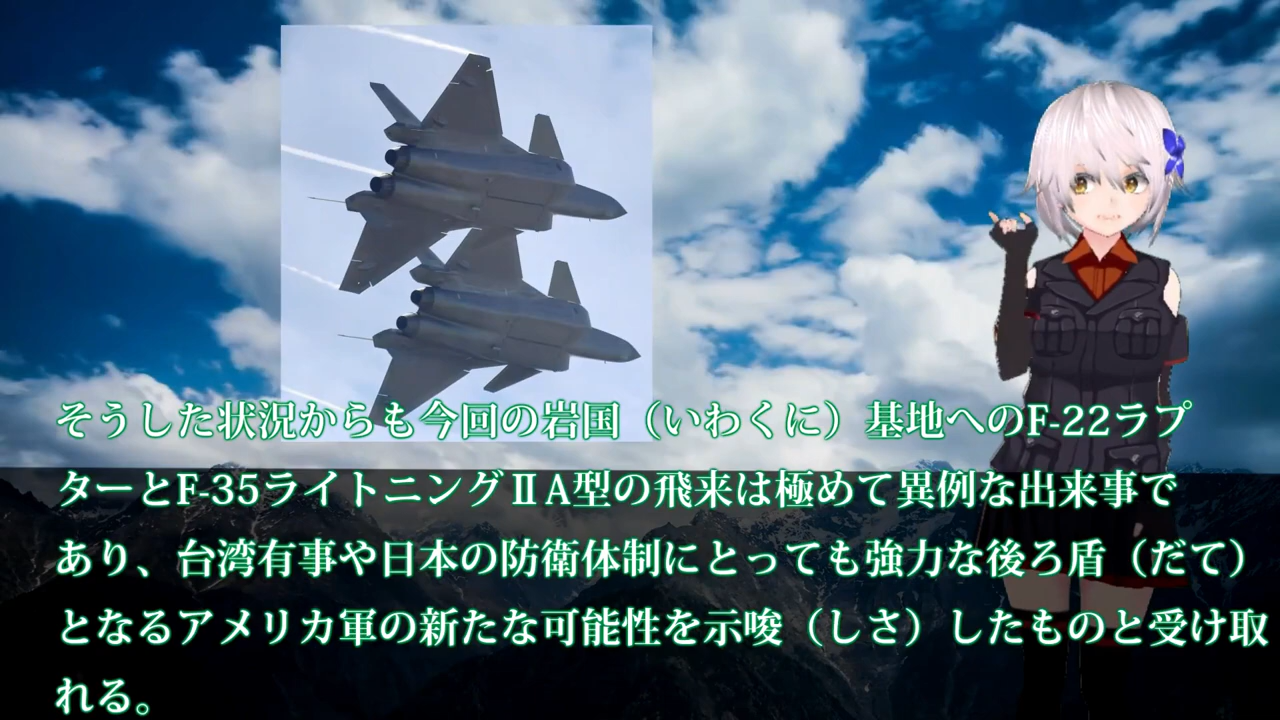 そうした状況からも今回の岩国（いわくに）基地へのF-22ラプ
ターとF-35ライトニングⅡA型の飛来は極めて異例な出来事で
あり、台湾有事や日本の防衛体制にとっても強力な後ろ盾（だて）
となるアメリカ軍の新たな可能性を示唆（しさ）したものと受け取
れる。